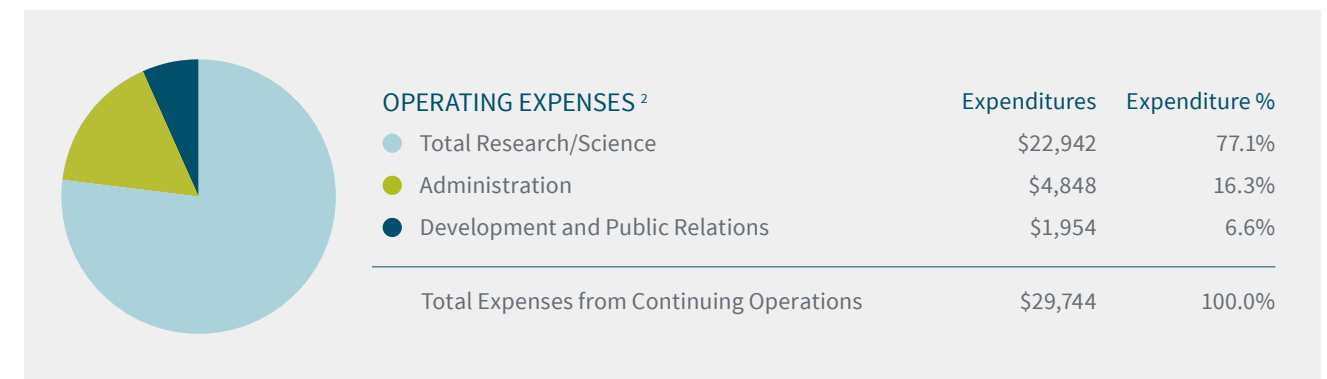 OPERATING EXPENSES ² Expenditures Expenditure %
Total Research/Science $22,942 77.1%
Administration $4,848 16.3%
Development and Public Relations $1,954 6.6%
Total Expenses from Continuing Operations $29,744 100.0%